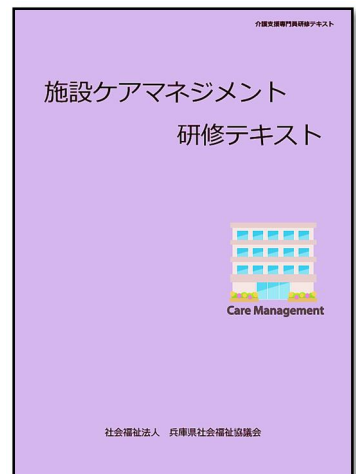 介護支援専門員研修テキスト
施設ケアマネジメント
研修テキスト
Care Management
社会福祉法人　兵庫県社会福祉協議会